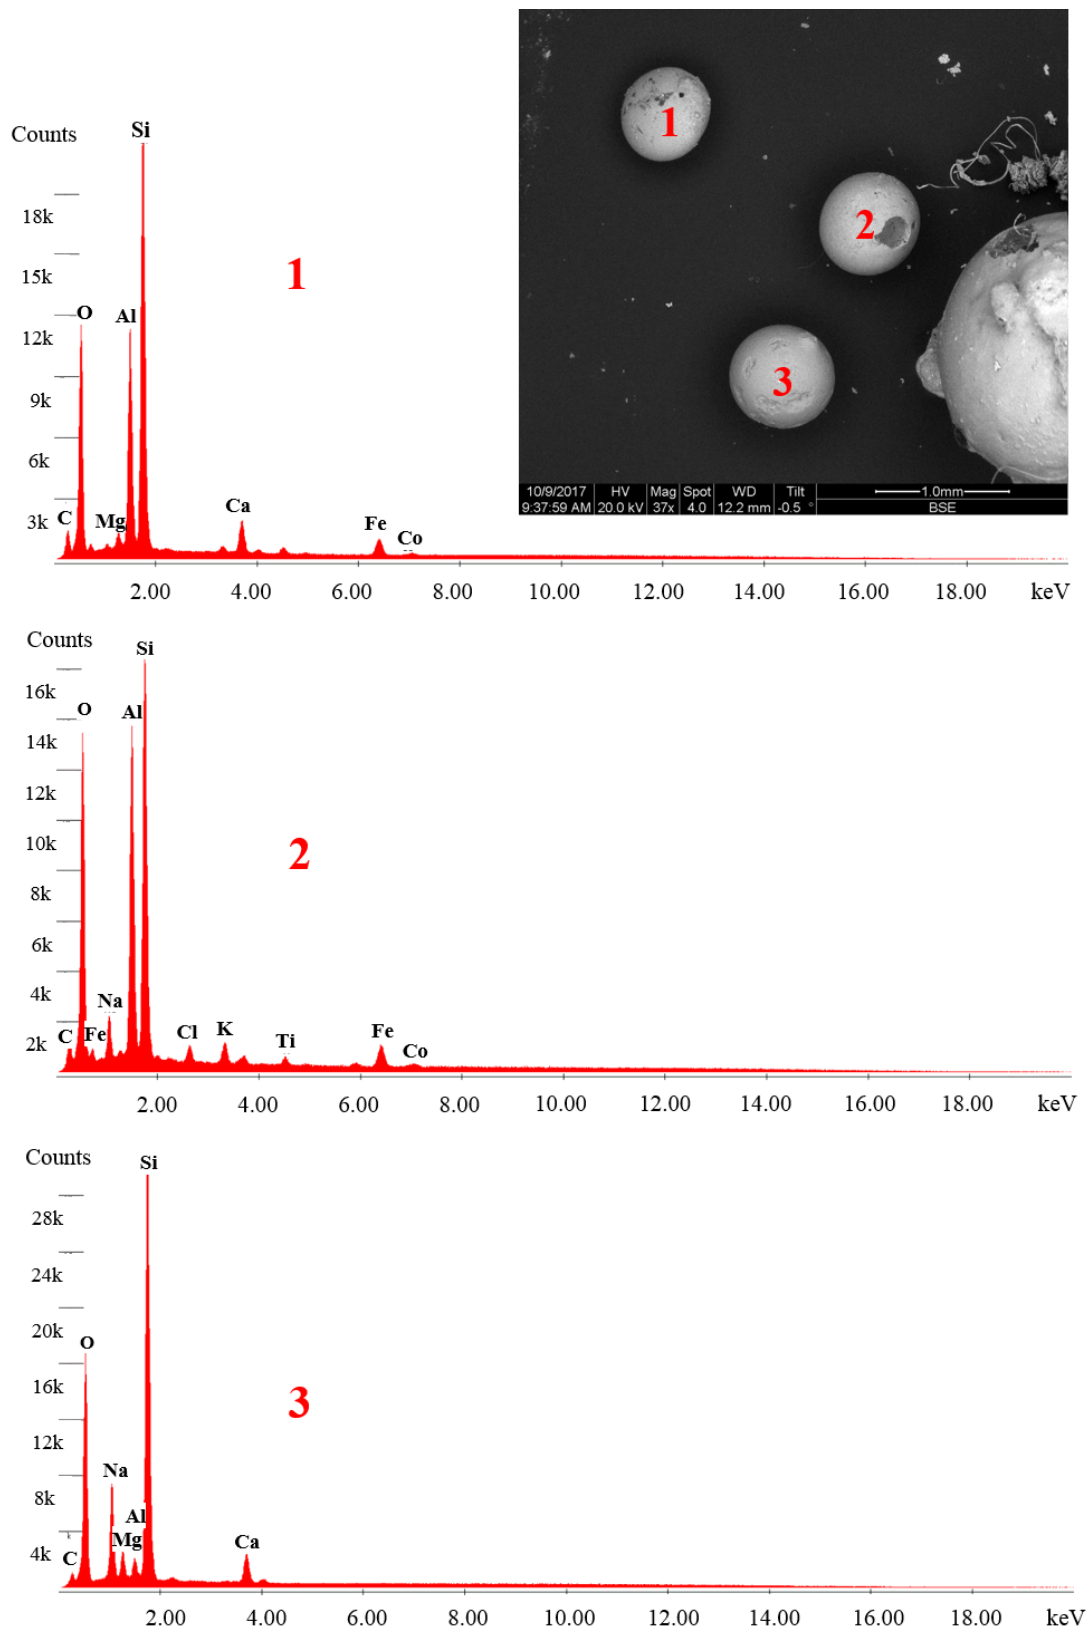 Counts
Si
18k
15k
O
Al
12k
9k
6k
C
Mg
Ca
Fe
Co
3k
1
2.00 4.00 6.00 8.00 10.00 12.00 14.00 16.00 18.00 keV
1
2
3
10/9/2017 HV Mag Spot WD Tilt 1.0mm
9:37:59 AM 20.0 kV 37x 4.0 12.2 mm -0.5 ° BSE
Counts
Si
16k
O
Al
14k
12k
10k
8k
6k
4k
Na
C
Fe
Cl
K
Ti
Fe
Co
2k
2
2.00 4.00 6.00 8.00 10.00 12.00 14.00 16.00 18.00 keV
Counts
Si
28k
24k
20k
O
16k
12k
Na
8k
Al
Mg
Ca
C
4k
3
2.00 4.00 6.00 8.00 10.00 12.00 14.00 16.00 18.00 keV